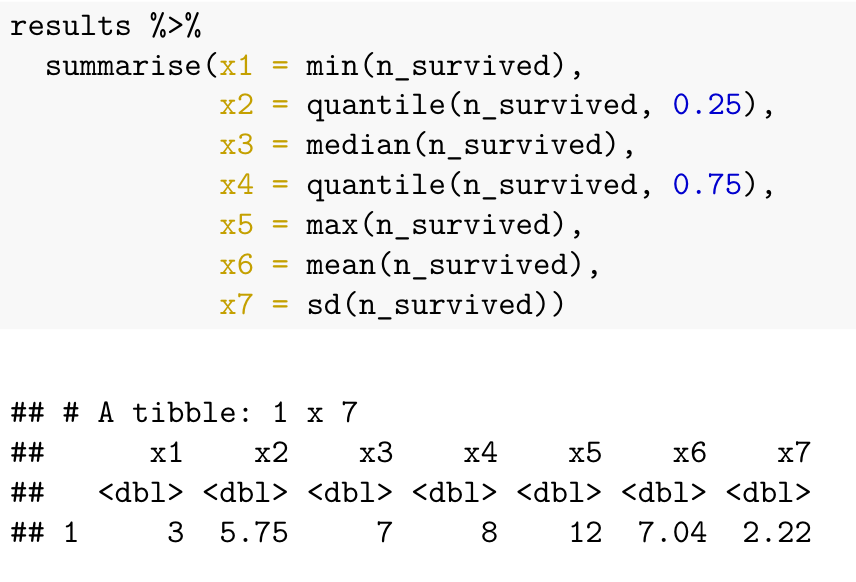 results %>%
  summarise(x1 = min(n_survived),
            x2 = quantile(n_survived, 0.25),
            x3 = median(n_survived),
            x4 = quantile(n_survived, 0.75),
            x5 = max(n_survived),
            x6 = mean(n_survived),
            x7 = sd(n_survived))
## # A tibble: 1 x 7
##      x1    x2    x3    x4    x5    x6    x7
##   <dbl> <dbl> <dbl> <dbl> <dbl> <dbl> <dbl>
## 1     3  5.75     7     8    12  7.04  2.22